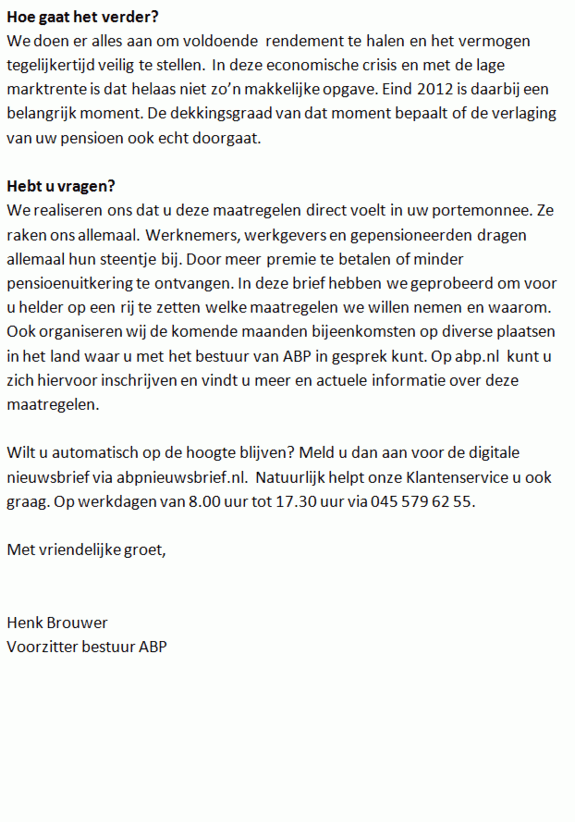 Hoe gaat het verder?
We doen er alles aan om voldoende rendement te halen en het vermogen
tegelijkertijd veilig te stellen. In deze economische crisis en met de lage
marktrente is dat helaas niet zo'n makkelijke opgave. Eind 2012 is daarbij een
belangrijk moment. De dekkingsgraad van dat moment bepaalt of de verlaging
van uw pensioen ook echt doorgaat.

Hebt u vragen?
We realiseren ons dat u deze maatregelen direct voelt in uw portemonnee. Ze
raken ons allemaal. Werknemers, werkgevers en gepensioneerden dragen
allemaal hun steentje bij. Door meer premie te betalen of minder
pensioenuitkering te ontvangen. In deze brief hebben we geprobeerd om voor
u helder op een rij te zetten welke maatregelen we willen nemen en waarom.
Ook organiseren wij de komende maanden bijeenkomsten op diverse plaatsen
in het land waar u met het bestuur van ABP in gesprek kunt. Op abp.nl kunt u
zich hiervoor inschrijven en vindt u meer en actuele informatie over deze
maatregelen.

Wilt u automatisch op de hoogte blijven? Meld u dan aan voor de digitale
nieuwsbrief via abpnieuwsbrief.nl. Natuurlijk helpt onze Klantenservice u ook
graag. Op werkdagen van 8.00 uur tot 17.30 uur via 045 579 62 55.

Met vriendelijke groet,

Henk Brouwer
Voorzitter bestuur ABP